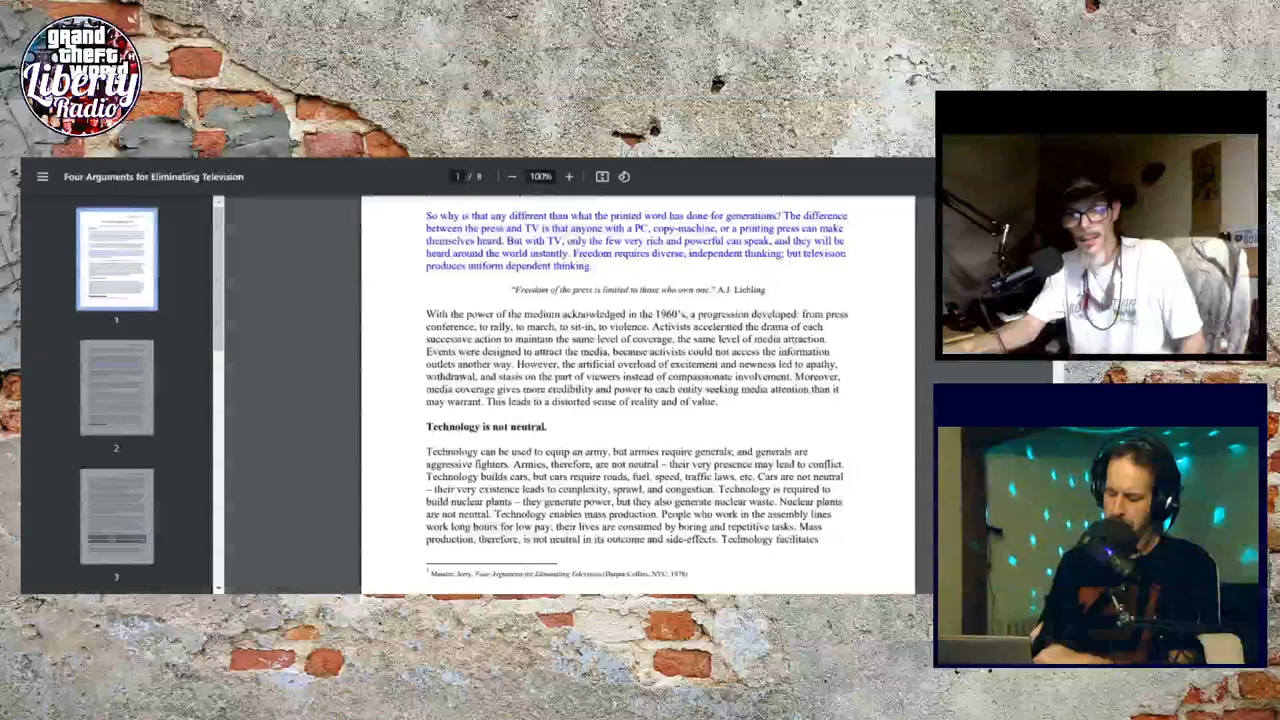 grand
theft
world
Liberty
Radio
Four Arguments for Eliminating Television
1 / 8
100%
So why is that any different than what the printed word has done for generations? The difference
between the press and TV is that anyone with a PC, copy-machine, or a printing press can make
themselves heard. But with TV, only the few very rich and powerful can speak, and they will be
heard around the world instantly. Freedom requires diverse, independent thinking; but television
produces uniform dependent thinking.
"Freedom of the press is limited to those who own one." A.J. Liebling
With the power of the medium acknowledged in the 1960's, a progression developed: from press
conference, to rally, to march, to sit-in, to violence. Activists accelerated the drama of each
successive action to maintain the same level of coverage, the same level of media attraction.
Events were designed to attract the media, because activists could not access the information
outlets another way. However, the artificial overload of excitement and newness led to apathy,
withdrawal, and stasis on the part of viewers instead of compassionate involvement. Moreover,
media coverage gives more credibility and power to each entity seeking media attention than it
may warrant. This leads to a distorted sense of reality and of value.
Technology is not neutral.
Technology can be used to equip an army, but armies require generals; and generals are
aggressive fighters. Armies, therefore, are not neutral – their very presence may lead to conflict.
Technology builds cars, but cars require roads, fuel, speed, traffic laws, etc. Cars are not neutral
– their very existence leads to complexity, sprawl, and congestion. Technology is required to
build nuclear plants – they generate power, but they also generate nuclear waste. Nuclear plants
are not neutral. Technology enables mass production. People who work in the assembly lines
work long hours for low pay; their lives are consumed by boring and repetitive tasks. Mass
production, therefore, is not neutral in its outcome and side-effects. Technology facilitates
1 Mander, Jerry, Four Arguments for Eliminating Television (Harper Collins, NYC, 1978)
1
2
3